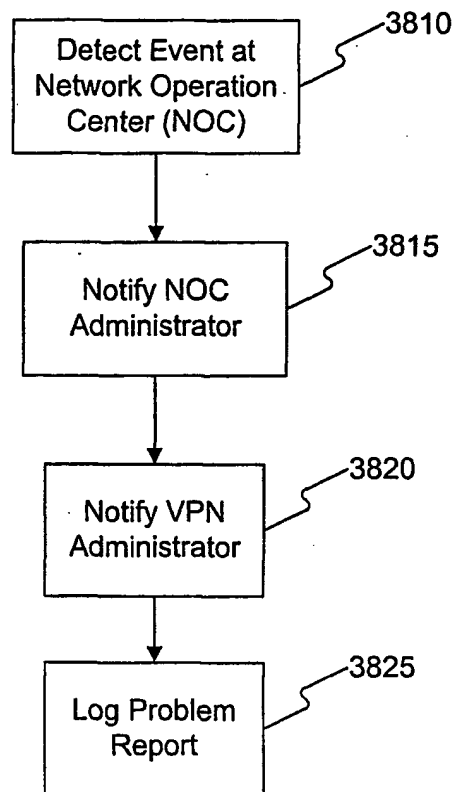 3810
Detect Event at
Network Operation
Center (NOC)
3815
Notify NOC
Administrator
3820
Notify VPN
Administrator
3825
Log Problem
Report